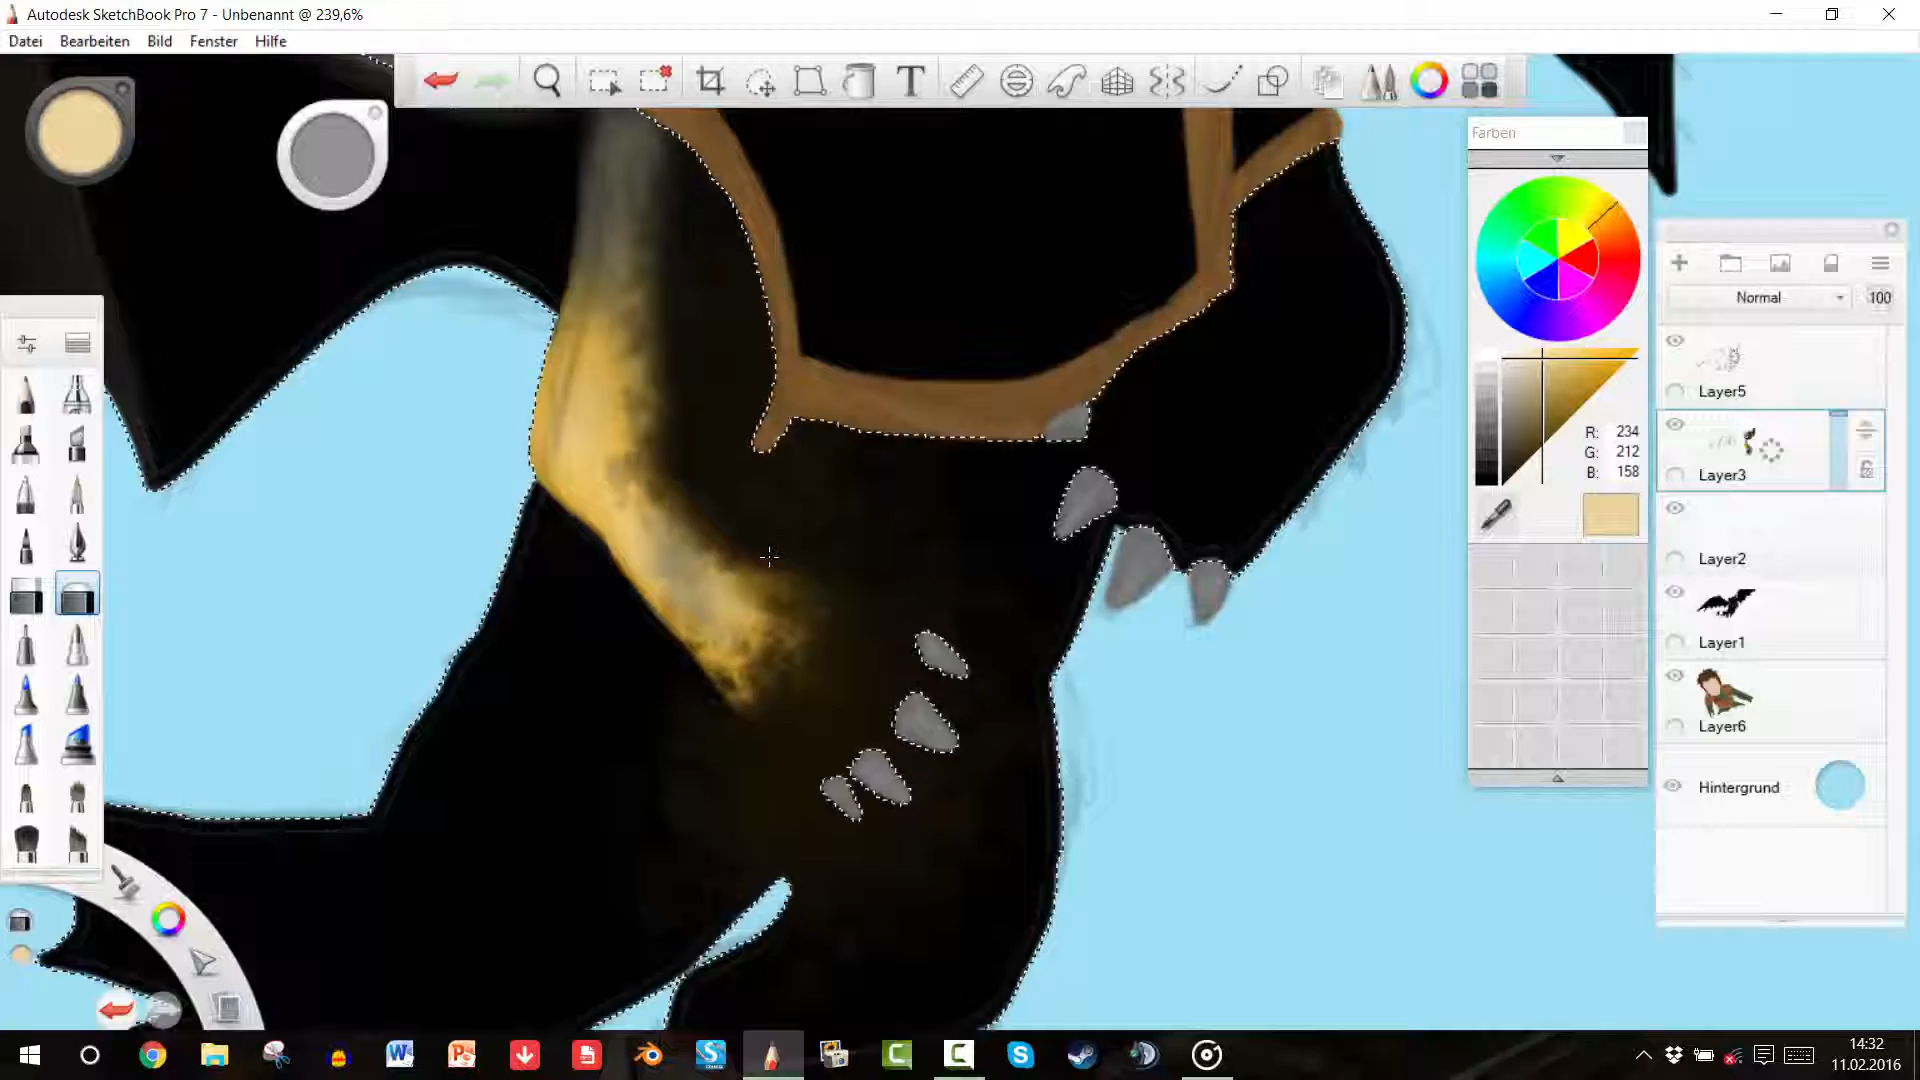 Autodesk SketchBook Pro 7 - Unbenannt @ 239,6%
Datei Bearbeiten Bild Fenster Hilfe
T
Farben
Normal 100
Layer5
R: 234
G: 212
B: 158
Layer3
Layer2
Layer1
Layer6
Hintergrund
14:32
11.02.2016